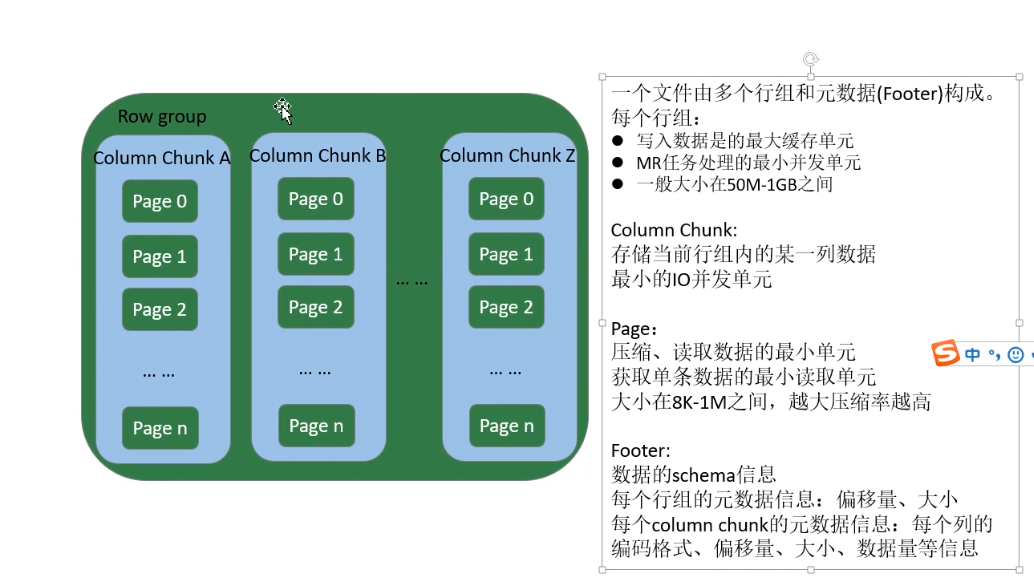 Row group
Column Chunk A
Page 0
Page 1
Page 2
... ...
Page n
Column Chunk B
Page 0
Page 1
Page 2
... ...
Page n
... ...
Column Chunk Z
Page 0
Page 1
Page 2
... ...
Page n
一个文件由多个行组和元数据(Footer)构成。
每个行组：
● 写入数据是的最大缓存单元
● MR任务处理的最小并发单元
● 一般大小在50M-1GB之间
Column Chunk:
存储当前行组内的某一列数据
最小的IO并发单元
Page：
压缩、读取数据的最小单元
获取单条数据的最小读取单元
大小在8K-1M之间，越大压缩率越高
Footer:
数据的schema信息
每个行组的元数据信息：偏移量、大小
每个column chunk的元数据信息：每个列的
编码格式、偏移量、大小、数据量等信息
S 中 °，